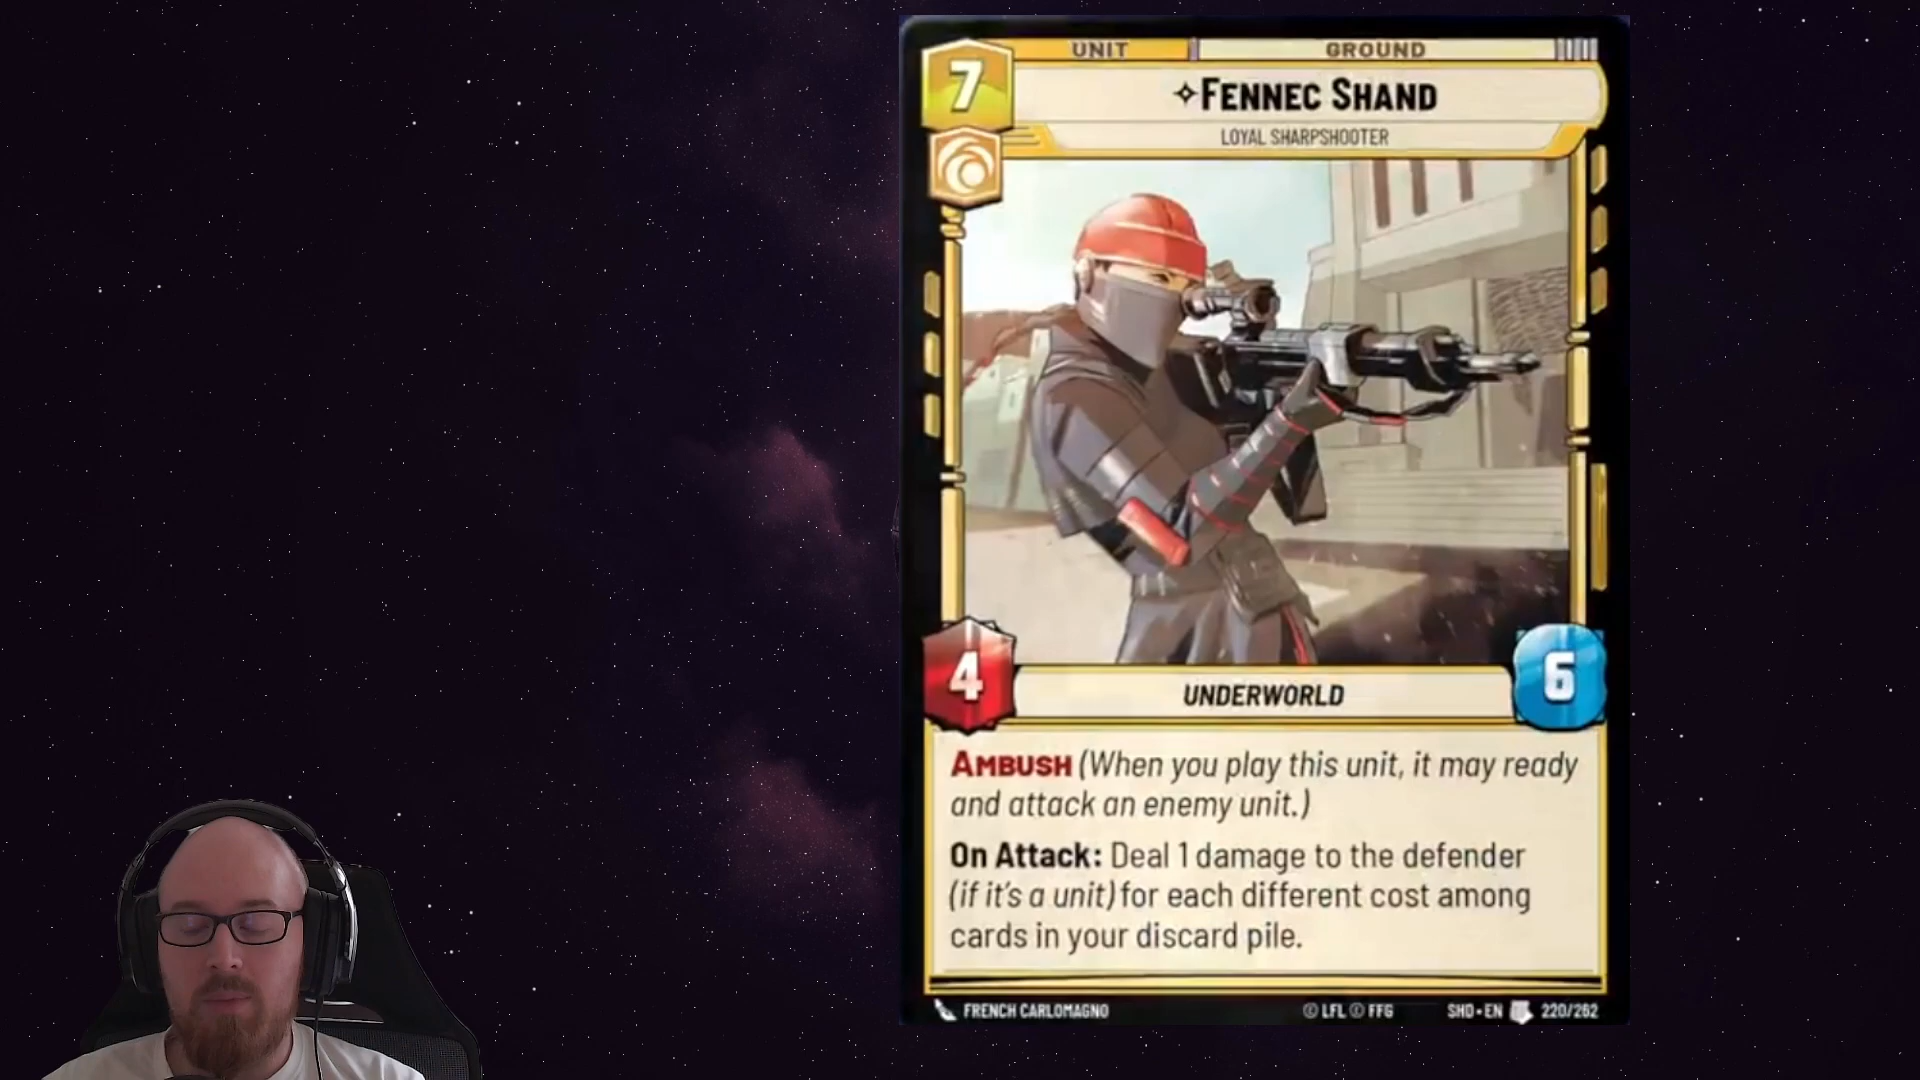 UNIT
GROUND
7
FENNEC SHAND
LOYAL SHARPSHOOTER
4
6
UNDERWORLD
AMBUSH (When you play this unit, it may ready
and attack an enemy unit.)
On Attack: Deal 1 damage to the defender
(if it's a unit) for each different cost among
cards in your discard pile.
FRENCH CARLOMAGNO
© LFL © FFG
SHD • EN
220/262